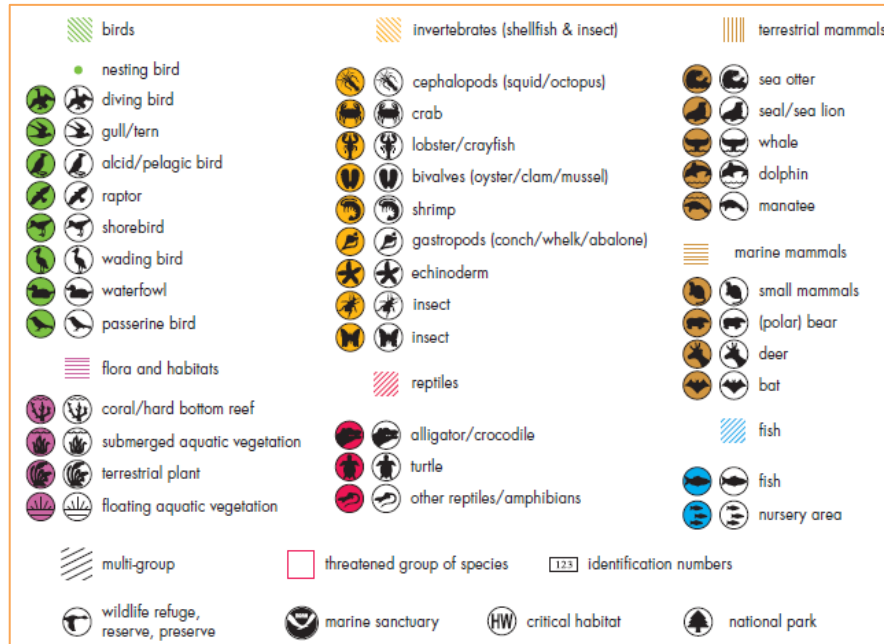 birds
nesting bird
diving bird
gull/tern
alcid/pelagic bird
raptor
shorebird
wading bird
waterfowl
passerine bird
flora and habitats
coral/hard bottom reef
submerged aquatic vegetation
terrestrial plant
floating aquatic vegetation
invertebrates (shellfish & insect)
cephalopods (squid/octopus)
crab
lobster/crayfish
bivalves (oyster/clam/mussel)
shrimp
gastropods (conch/whelk/abalone)
echinoderm
insect
insect
reptiles
alligator/crocodile
turtle
other reptiles/amphibians
terrestrial mammals
sea otter
seal/sea lion
whale
dolphin
manatee
marine mammals
small mammals
(polar) bear
deer
bat
fish
fish
nursery area
multi-group
threatened group of species
123 identification numbers
wildlife refuge,
reserve, preserve
marine sanctuary
HW critical habitat
national park